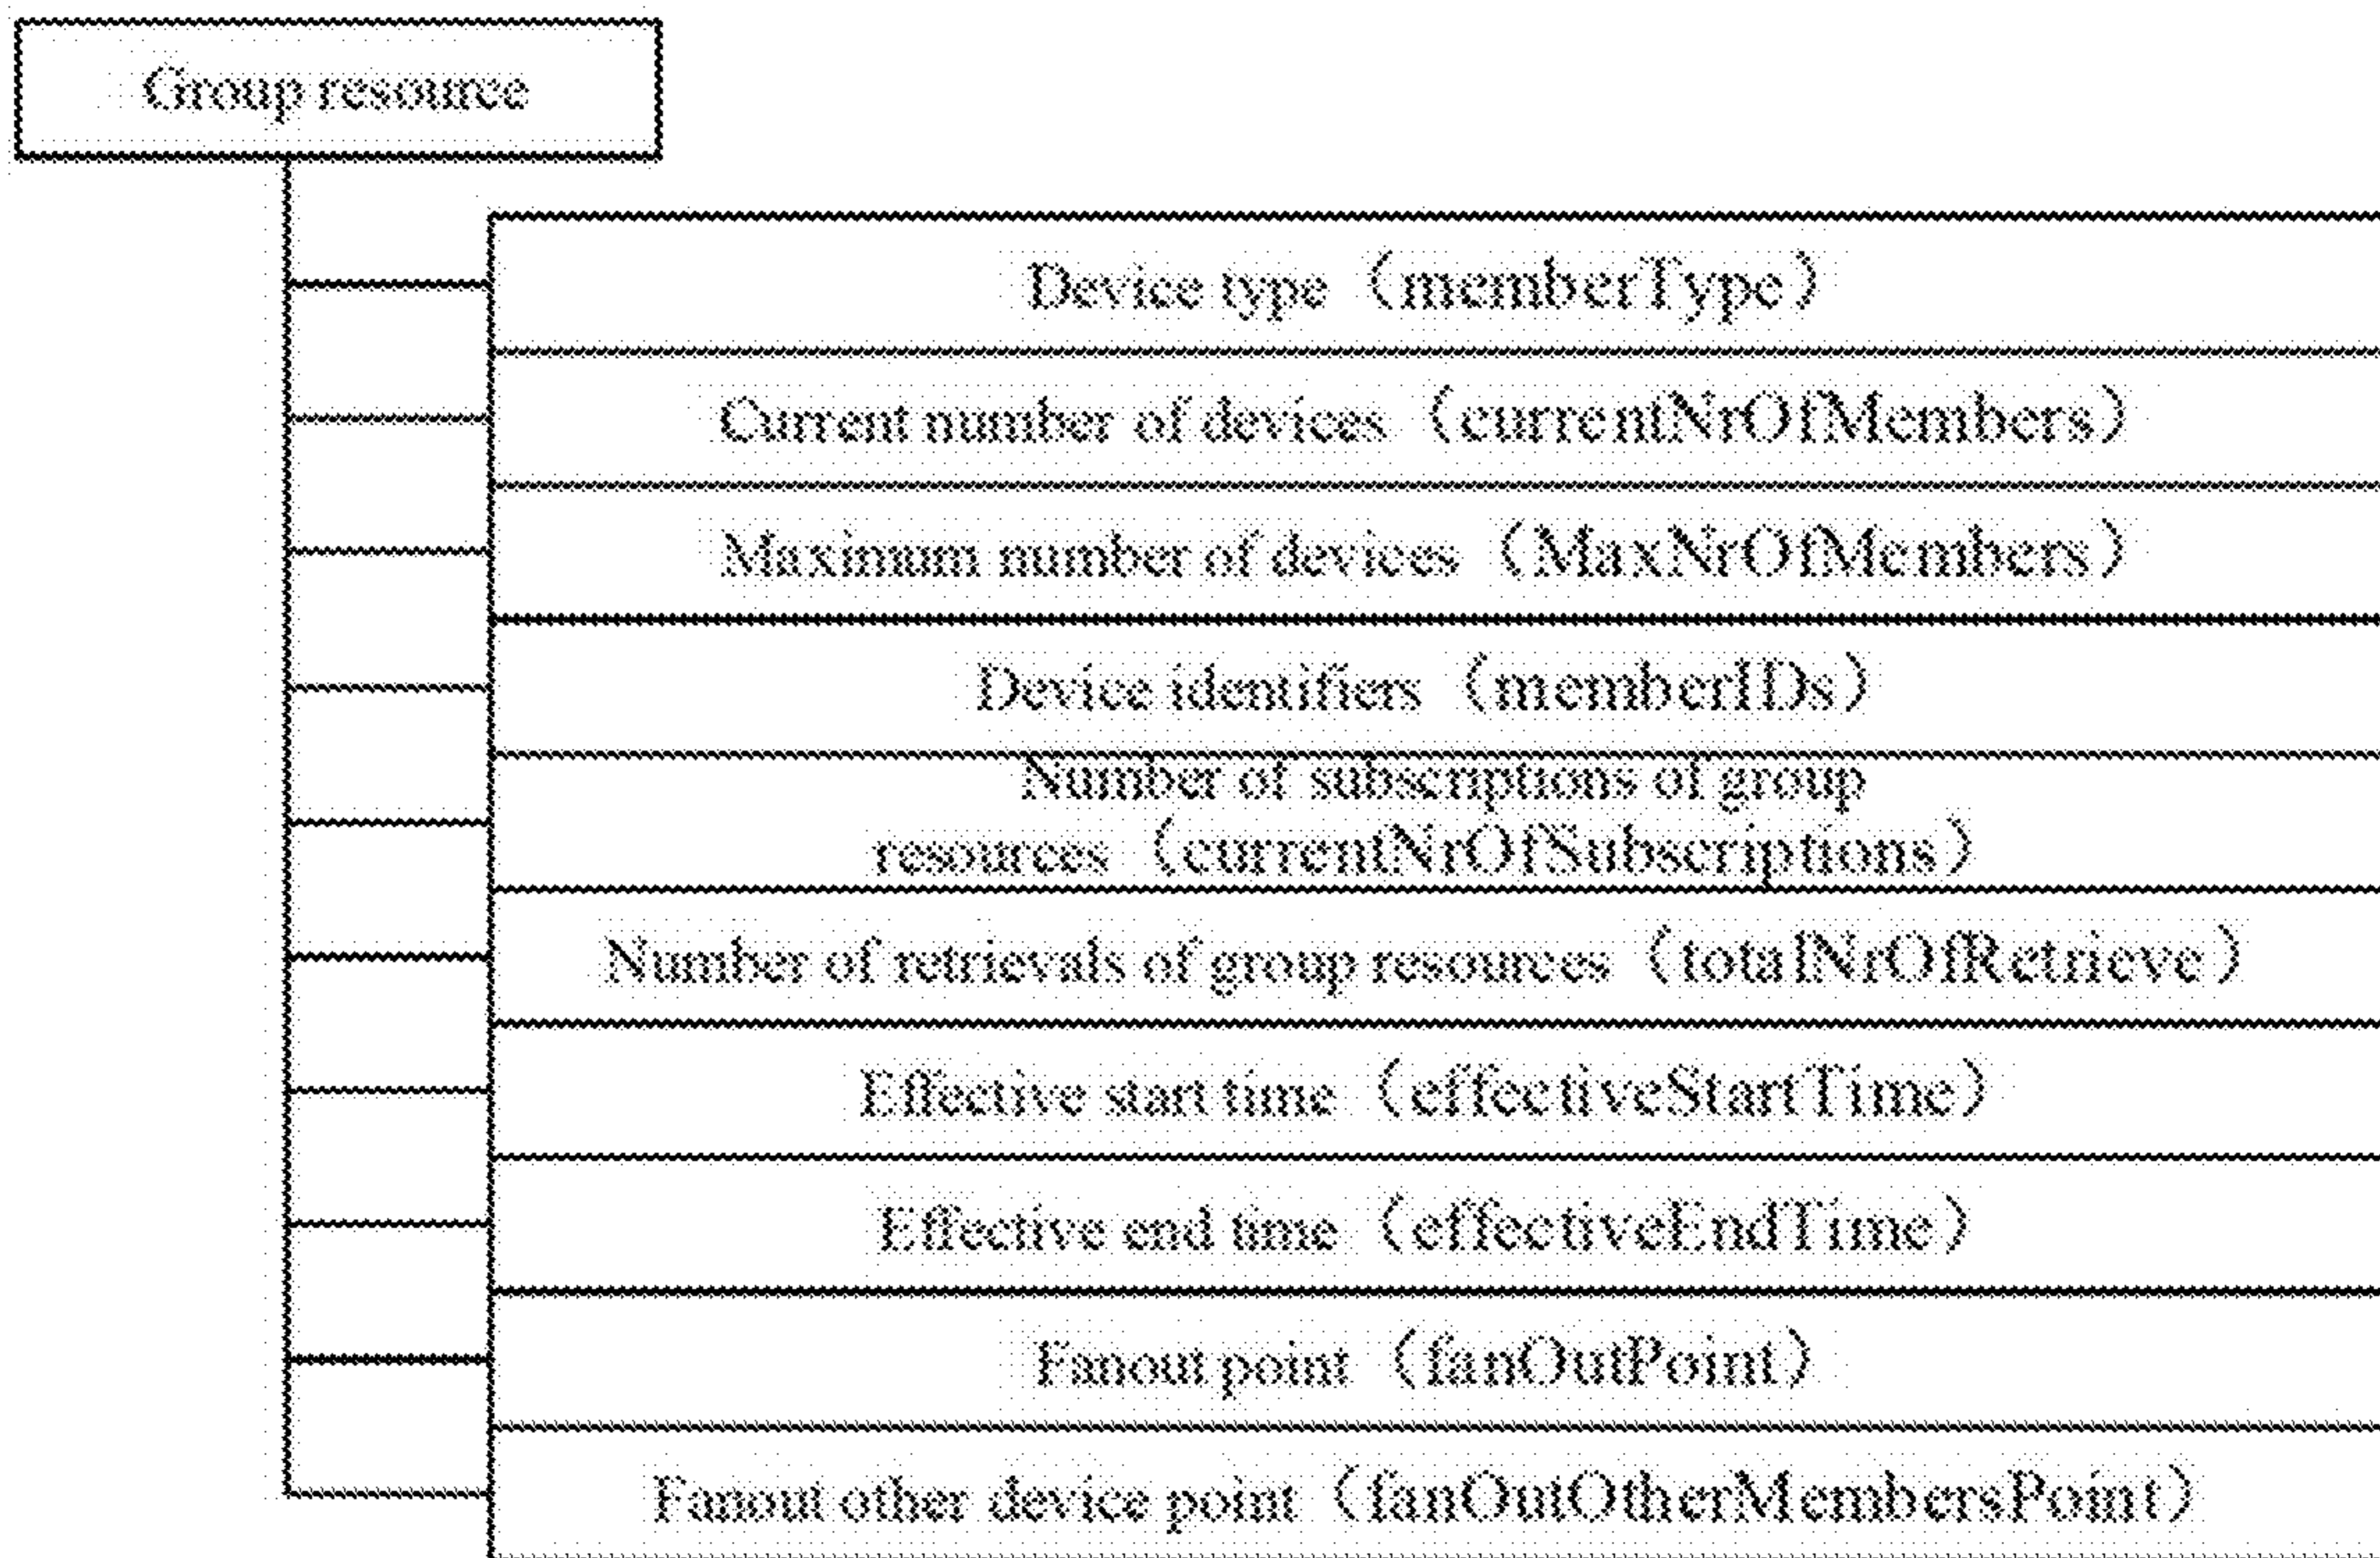 Group resource
Device type（memberType）
Current number of devices（currentNrOfMembers）
Maximum number of devices（MaxNrOfMembers）
Device identifiers（memberIDs）
Number of subscriptions of group
resources（currentNrOfSubscriptions）
Number of retrievals of group resources（totalNrOfRetrieve）
Effective start time（effectiveStartTime）
Effective end time（effectiveEndTime）
Fanout point（fanOutPoint）
Fanout other device point（fanOutOtherMembersPoint）